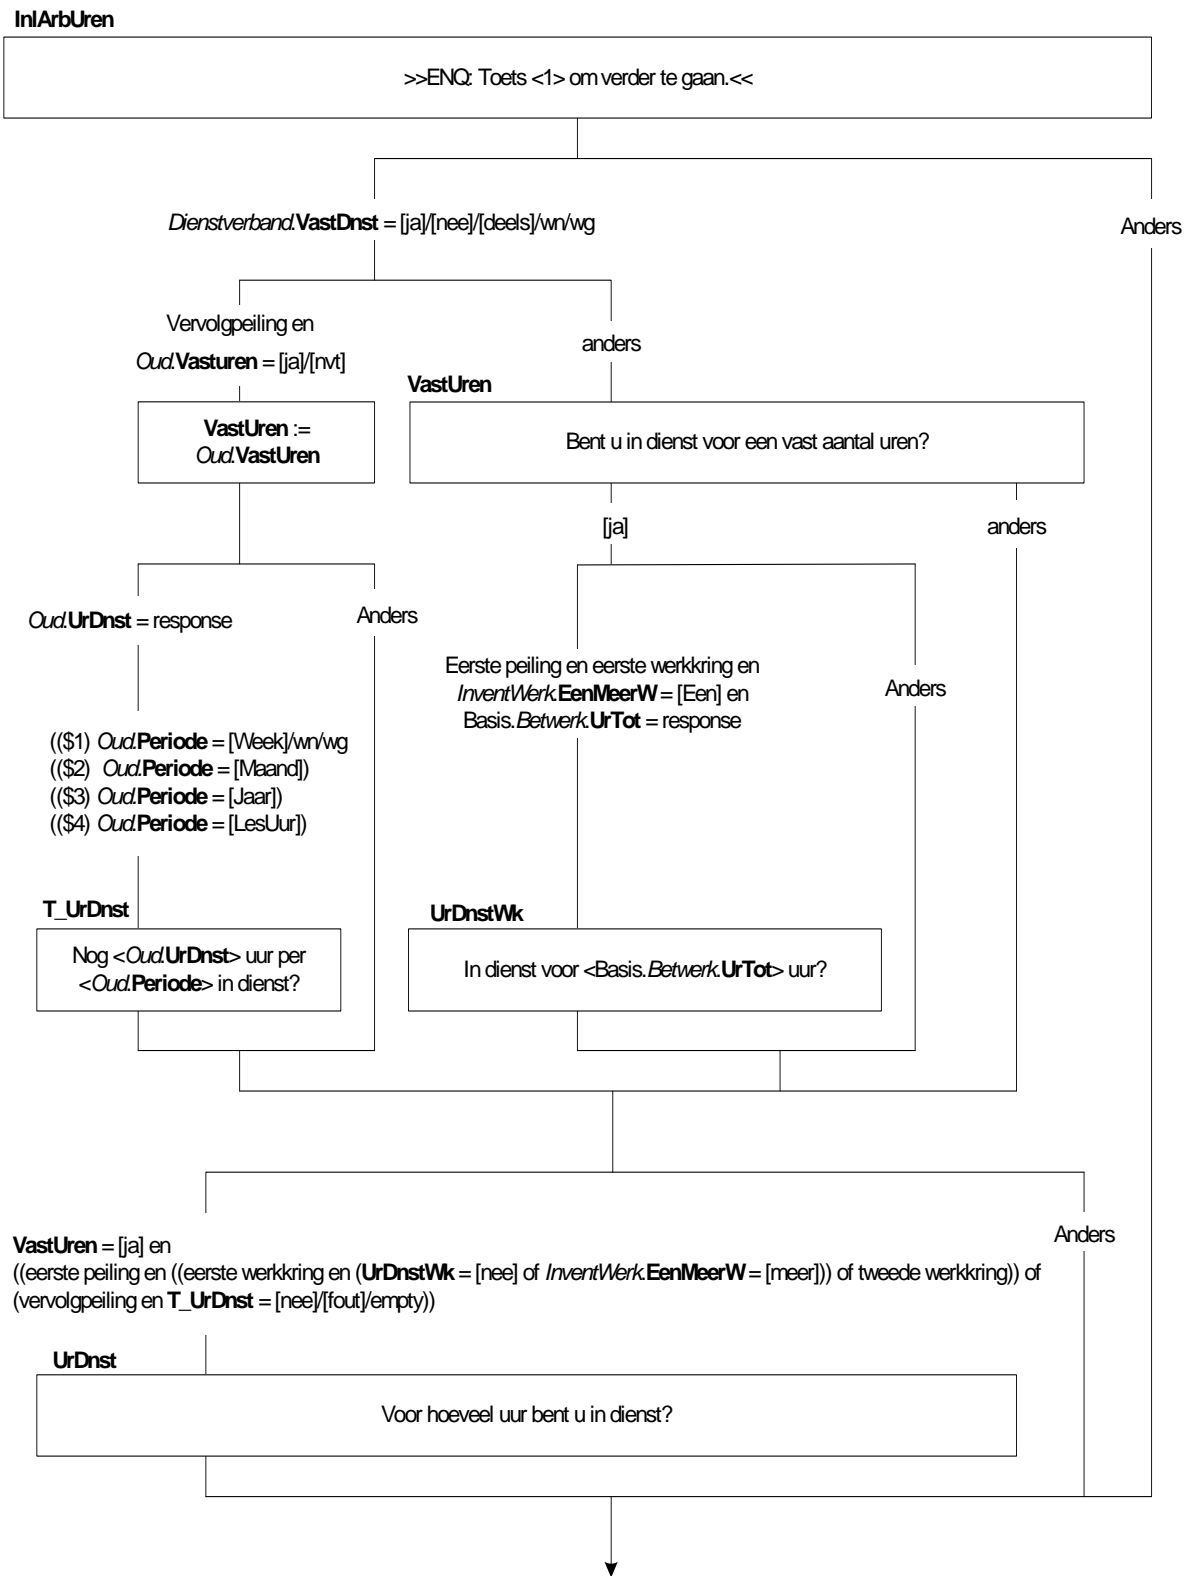 InlArbUren
>>ENQ: Toets <1> om verder te gaan.<<
Dienstverband.VastDnst = [ja]/[nee]/[deels]/wn/wg
Anders
Vervolgpeiling en
Oud.Vasturen = [ja]/[nvt]
anders
VastUren
VastUren :=
Oud.VastUren
Bent u in dienst voor een vast aantal uren?
[ja]
anders
Oud.UrDnst = response
Anders
Eerste peiling en eerste werkkring en
InventWerk.EenMeerW = [Een] en
Basis.Betwerk.UrTot = response
Anders
(($1) Oud.Periode = [Week]/wn/wg
(($2) Oud.Periode = [Maand])
(($3) Oud.Periode = [Jaar])
(($4) Oud.Periode = [LesUur])
T_UrDnst
UrDnstWk
Nog <Oud.UrDnst> uur per
<Oud.Periode> in dienst?
In dienst voor <Basis.Betwerk.UrTot> uur?
Anders
VastUren = [ja] en
((eerste peiling en ((eerste werkkring en (UrDnstWk = [nee] of InventWerk.EenMeerW = [meer])) of tweede werkkring)) of
(vervolgpeiling en T_UrDnst = [nee]/[fout]/empty))
UrDnst
Voor hoeveel uur bent u in dienst?